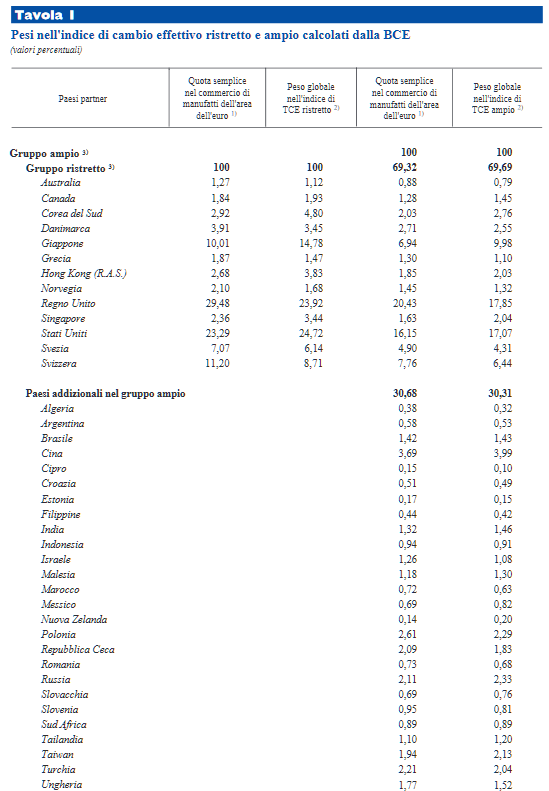 Tavola 1
Pesi nell'indice di cambio effettivo ristretto e ampio calcolati dalla BCE
(valori percentuali)
Paesi partner
Quota semplice
nel commercio di
manufatti dell'area
dell'euro 1)
Peso globale
nell'indice di
TCE ristretto 2)
Quota semplice
nel commercio di
manufatti dell'area
dell'euro 1)
Peso globale
nell'indice di
TCE ampio 2)
Gruppo ampio 3) 100 100
Gruppo ristretto 3) 100 100 69,32 69,69
Australia 1,27 1,12 0,88 0,79
Canada 1,84 1,93 1,28 1,45
Corea del Sud 2,92 4,80 2,03 2,76
Danimarca 3,91 3,45 2,71 2,55
Giappone 10,01 14,78 6,94 9,98
Grecia 1,87 1,47 1,30 1,10
Hong Kong (R.A.S.) 2,68 3,83 1,85 2,03
Norvegia 2,10 1,68 1,45 1,32
Regno Unito 29,48 23,92 20,43 17,85
Singapore 2,36 3,44 1,63 2,04
Stati Uniti 23,29 24,72 16,15 17,07
Svezia 7,07 6,14 4,90 4,31
Svizzera 11,20 8,71 7,76 6,44
Paesi addizionali nel gruppo ampio 30,68 30,31
Algeria 0,38 0,32
Argentina 0,58 0,53
Brasile 1,42 1,43
Cina 3,69 3,99
Cipro 0,15 0,10
Croazia 0,51 0,49
Estonia 0,17 0,15
Filippine 0,44 0,42
India 1,32 1,46
Indonesia 0,94 0,91
Israele 1,26 1,08
Malesia 1,18 1,30
Marocco 0,72 0,63
Messico 0,69 0,82
Nuova Zelanda 0,14 0,20
Polonia 2,61 2,29
Repubblica Ceca 2,09 1,83
Romania 0,73 0,68
Russia 2,11 2,33
Slovacchia 0,69 0,76
Slovenia 0,95 0,81
Sud Africa 0,89 0,89
Tailandia 1,10 1,20
Taiwan 1,94 2,13
Turchia 2,21 2,04
Ungheria 1,77 1,52